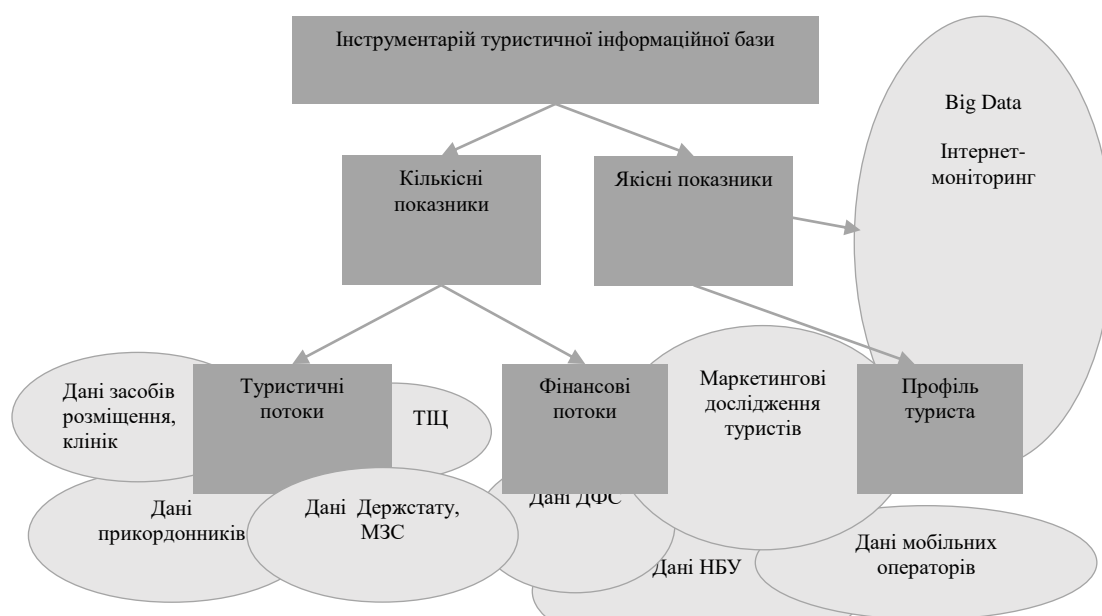 Інструментарій туристичної інформаційної бази
Big Data
Інтернет-
моніторинг
Кількісні
показники
Якісні показники
Дані засобів
розміщення,
клінік
Туристичні
потоки
ТІЦ
Фінансові
потоки
Маркетингові
дослідження
туристів
Профіль
туриста
Дані
прикордонників
Дані Держстату,
МЗС
Дані ДФС
Дані НБУ
Дані мобільних
операторів